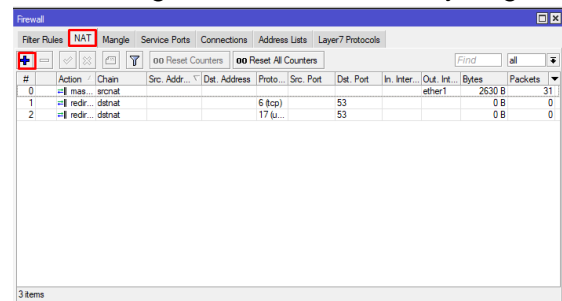 Firewall
Filter Rules NAT Mangle Service Ports Connections Address Lists Layer7 Protocols
00 Reset Counters 00 Reset All Counters Find all
# Action Chain Src. Addr... Dst. Address Proto... Src. Port Dst. Port In. Inter... Out. Int... Bytes Packets
0 mas... srcnat ether1 2630 B 31
1 redir... dstnat 6 (tcp) 53 0 B 0
2 redir... dstnat 17 (u... 53 0 B 0
3 items